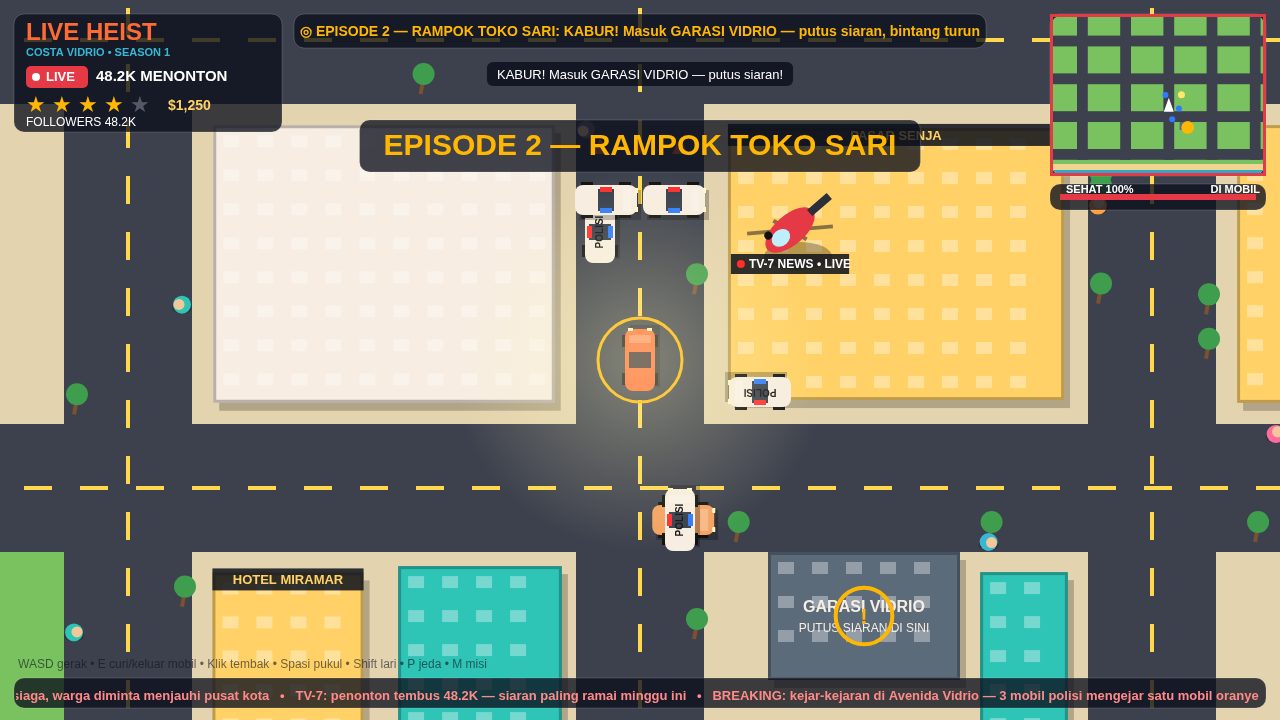 LIVE HEIST
COSTA VIDRIO • SEASON 1
LIVE
48.2K MENONTON
$1,250
FOLLOWERS 48.2K
◎ EPISODE 2 — RAMPOK TOKO SARI: KABUR! Masuk GARASI VIDRIO — putus siaran, bintang turun
KABUR! Masuk GARASI VIDRIO — putus siaran!
EPISODE 2 — RAMPOK TOKO SARI
PASAR SENJA
SEHAT 100%
DI MOBIL
POLISI
TV-7 NEWS • LIVE
POLISI
POLISI
HOTEL MIRAMAR
GARASI VIDRIO
!
PUTUS SIARAN DI SINI
WASD gerak • E curi/keluar mobil • Klik tembak • Spasi pukul • Shift lari • P jeda • M misi
siaga, warga diminta menjauhi pusat kota • TV-7: penonton tembus 48.2K — siaran paling ramai minggu ini • BREAKING: kejar-kejaran di Avenida Vidrio — 3 mobil polisi mengejar satu mobil oranye